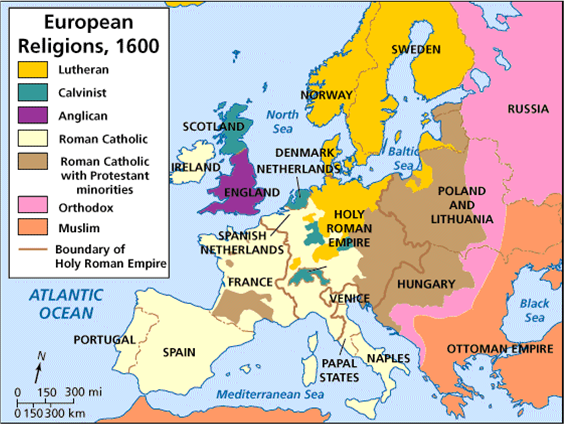 European
Religions, 1600
Lutheran
Calvinist
Anglican
Roman Catholic
Roman Catholic
with Protestant
minorities
Orthodox
Muslim
Boundary of
Holy Roman Empire
SWEDEN
NORWAY
RUSSIA
North
Sea
SCOTLAND
DENMARK
Baltic
Sea
IRELAND
NETHERLANDS
ENGLAND
POLAND
AND
LITHUANIA
HOLY
ROMAN
EMPIRE
SPANISH
NETHERLANDS
FRANCE
HUNGARY
VENICE
ATLANTIC
OCEAN
Black
Sea
PORTUGAL
SPAIN
PAPAL
STATES
NAPLES
OTTOMAN EMPIRE
Mediterranean Sea
N
0 150 300 mi
0 150 300 km